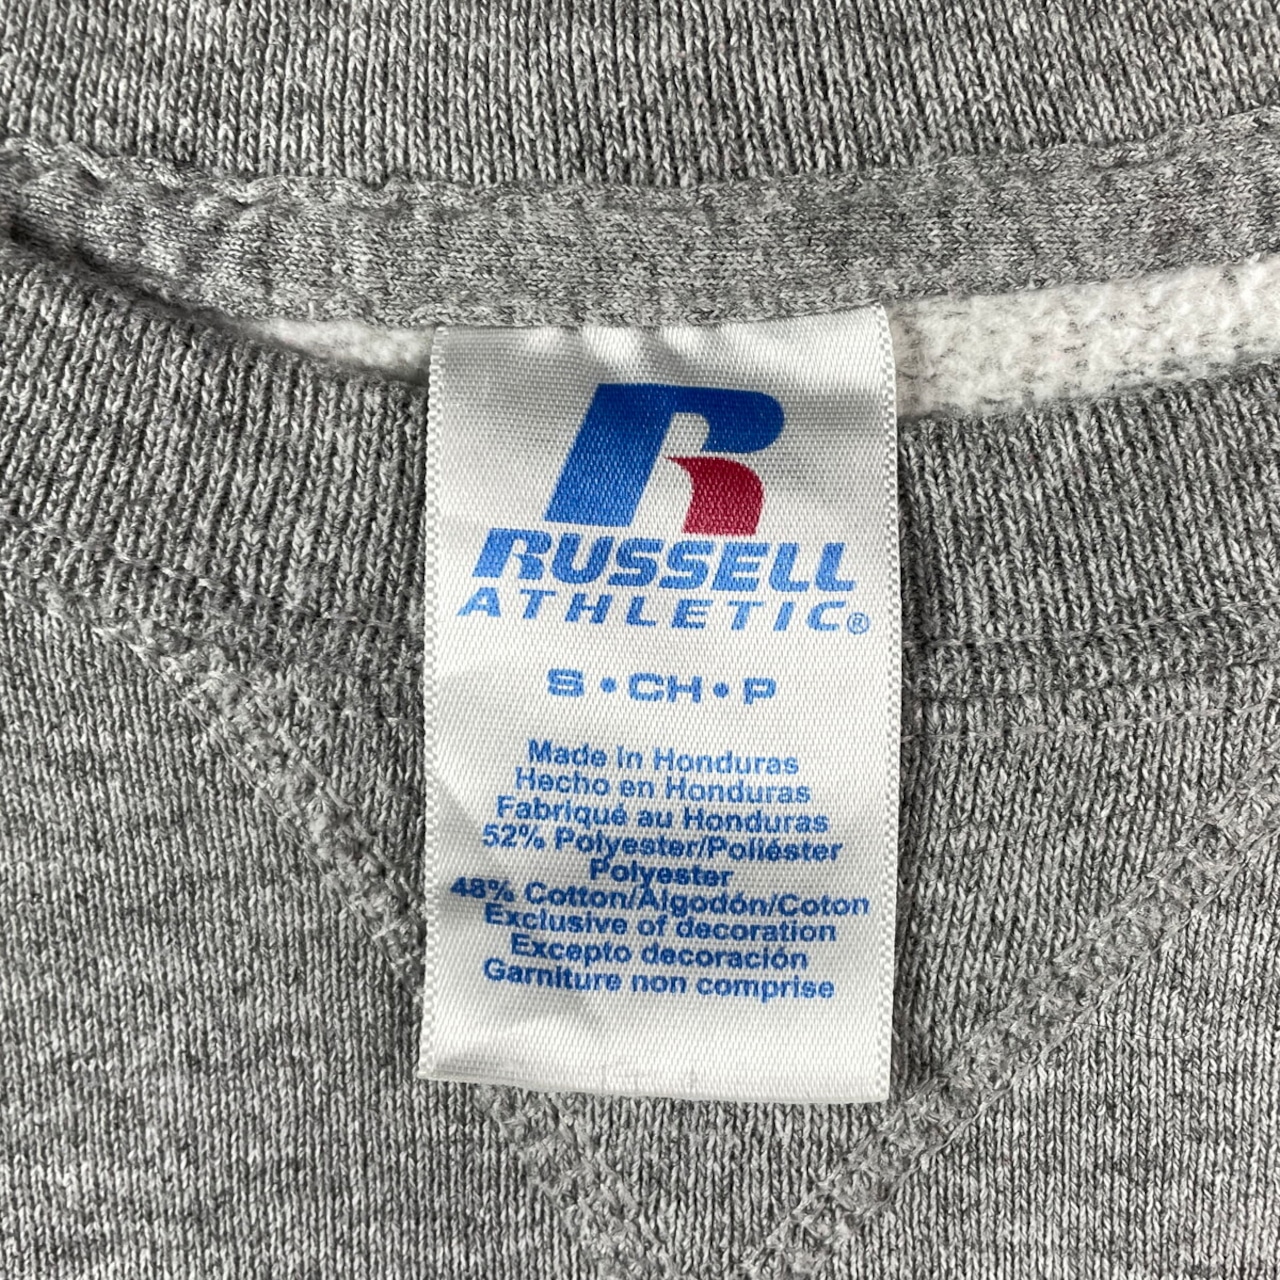 R
RUSSELL
ATHLETIC®
S • CH • P
Made In Honduras
Hecho en Honduras
Fabriqué au Honduras
52% Polyester/Poliéster
Polyester
48% Cotton/Algodón/Coton
Exclusive of decoration
Excepto decoración
Garniture non comprise